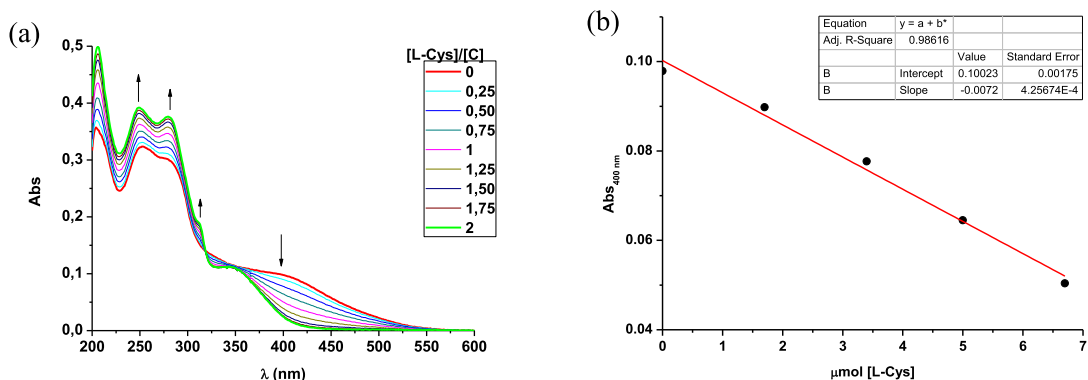 (a)
0,5
0,4
0,3
0,2
0,1
0,0
Abs
200 250 300 350 400 450 500 550 600
λ (nm)
[L-Cys]/[C]
0
0,25
0,50
0,75
1
1,25
1,50
1,75
2
(b)
0.10
0.08
0.06
0.04
Abs400 nm
0 1 2 3 4 5 6 7
μmol [L-Cys]
Equation y = a + b*
Adj. R-Square 0.98616
Value Standard Error
B Intercept 0.10023 0.00175
B Slope -0.0072 4.25674E-4